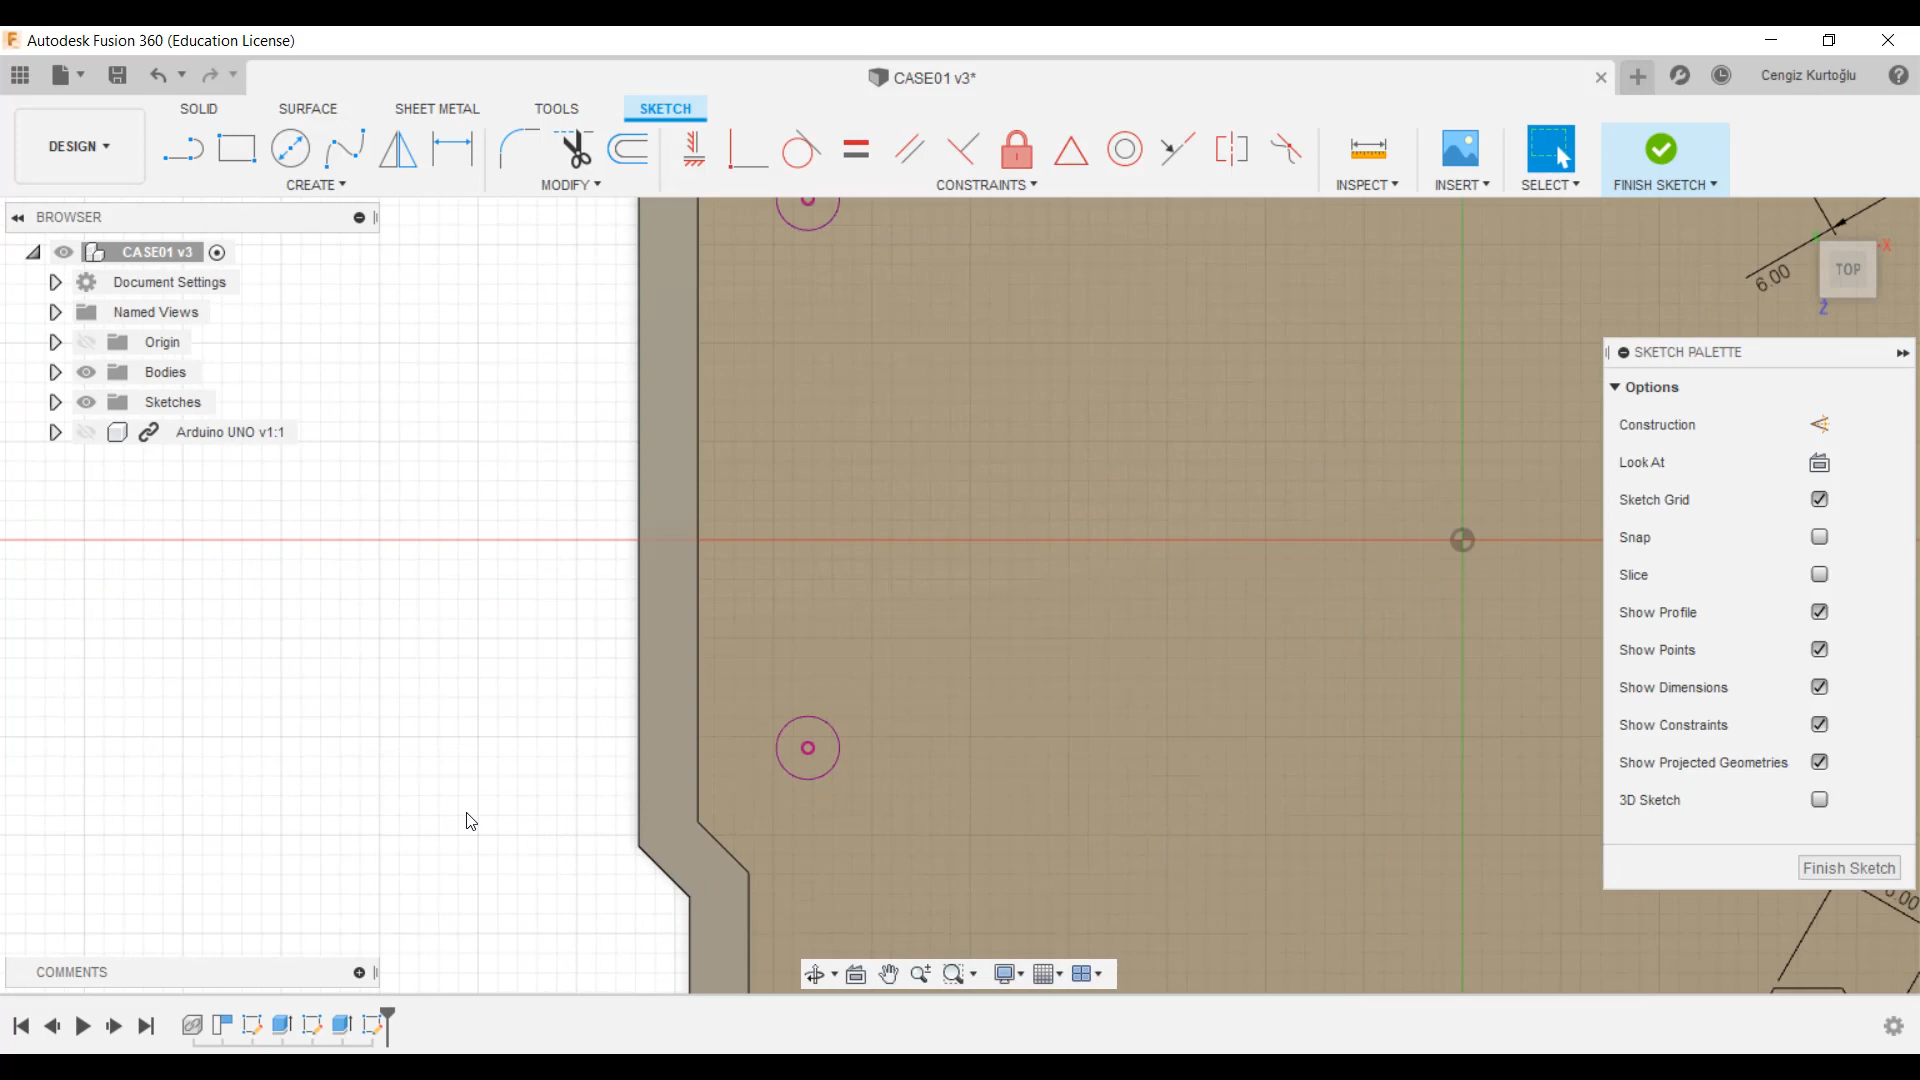 Autodesk Fusion 360 (Education License)
CASE01 v3*
Cengiz Kurtoğlu
DESIGN
SOLID
SURFACE
SHEET METAL
TOOLS
SKETCH
CREATE
MODIFY
CONSTRAINTS
INSPECT
INSERT
SELECT
FINISH SKETCH
BROWSER
CASE01 v3
Document Settings
Named Views
Origin
Bodies
Sketches
Arduino UNO v1:1
6.00
TOP
X
Z
SKETCH PALETTE
Options
Construction
Look At
Sketch Grid
Snap
Slice
Show Profile
Show Points
Show Dimensions
Show Constraints
Show Projected Geometries
3D Sketch
Finish Sketch
COMMENTS